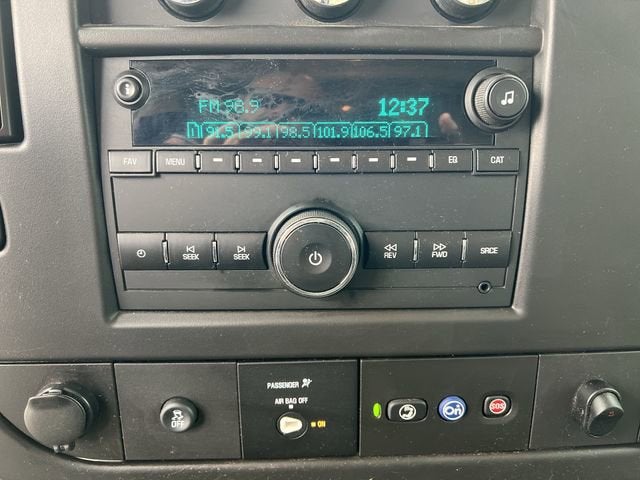 FM 98.9 12:37
1 91.5 99.1 98.5 101.9 106.5 97.1
FAV MENU EQ CAT
SEEK SEEK REV FWD SRCE
PASSENGER
AIR BAG OFF
OFF ON On SOS